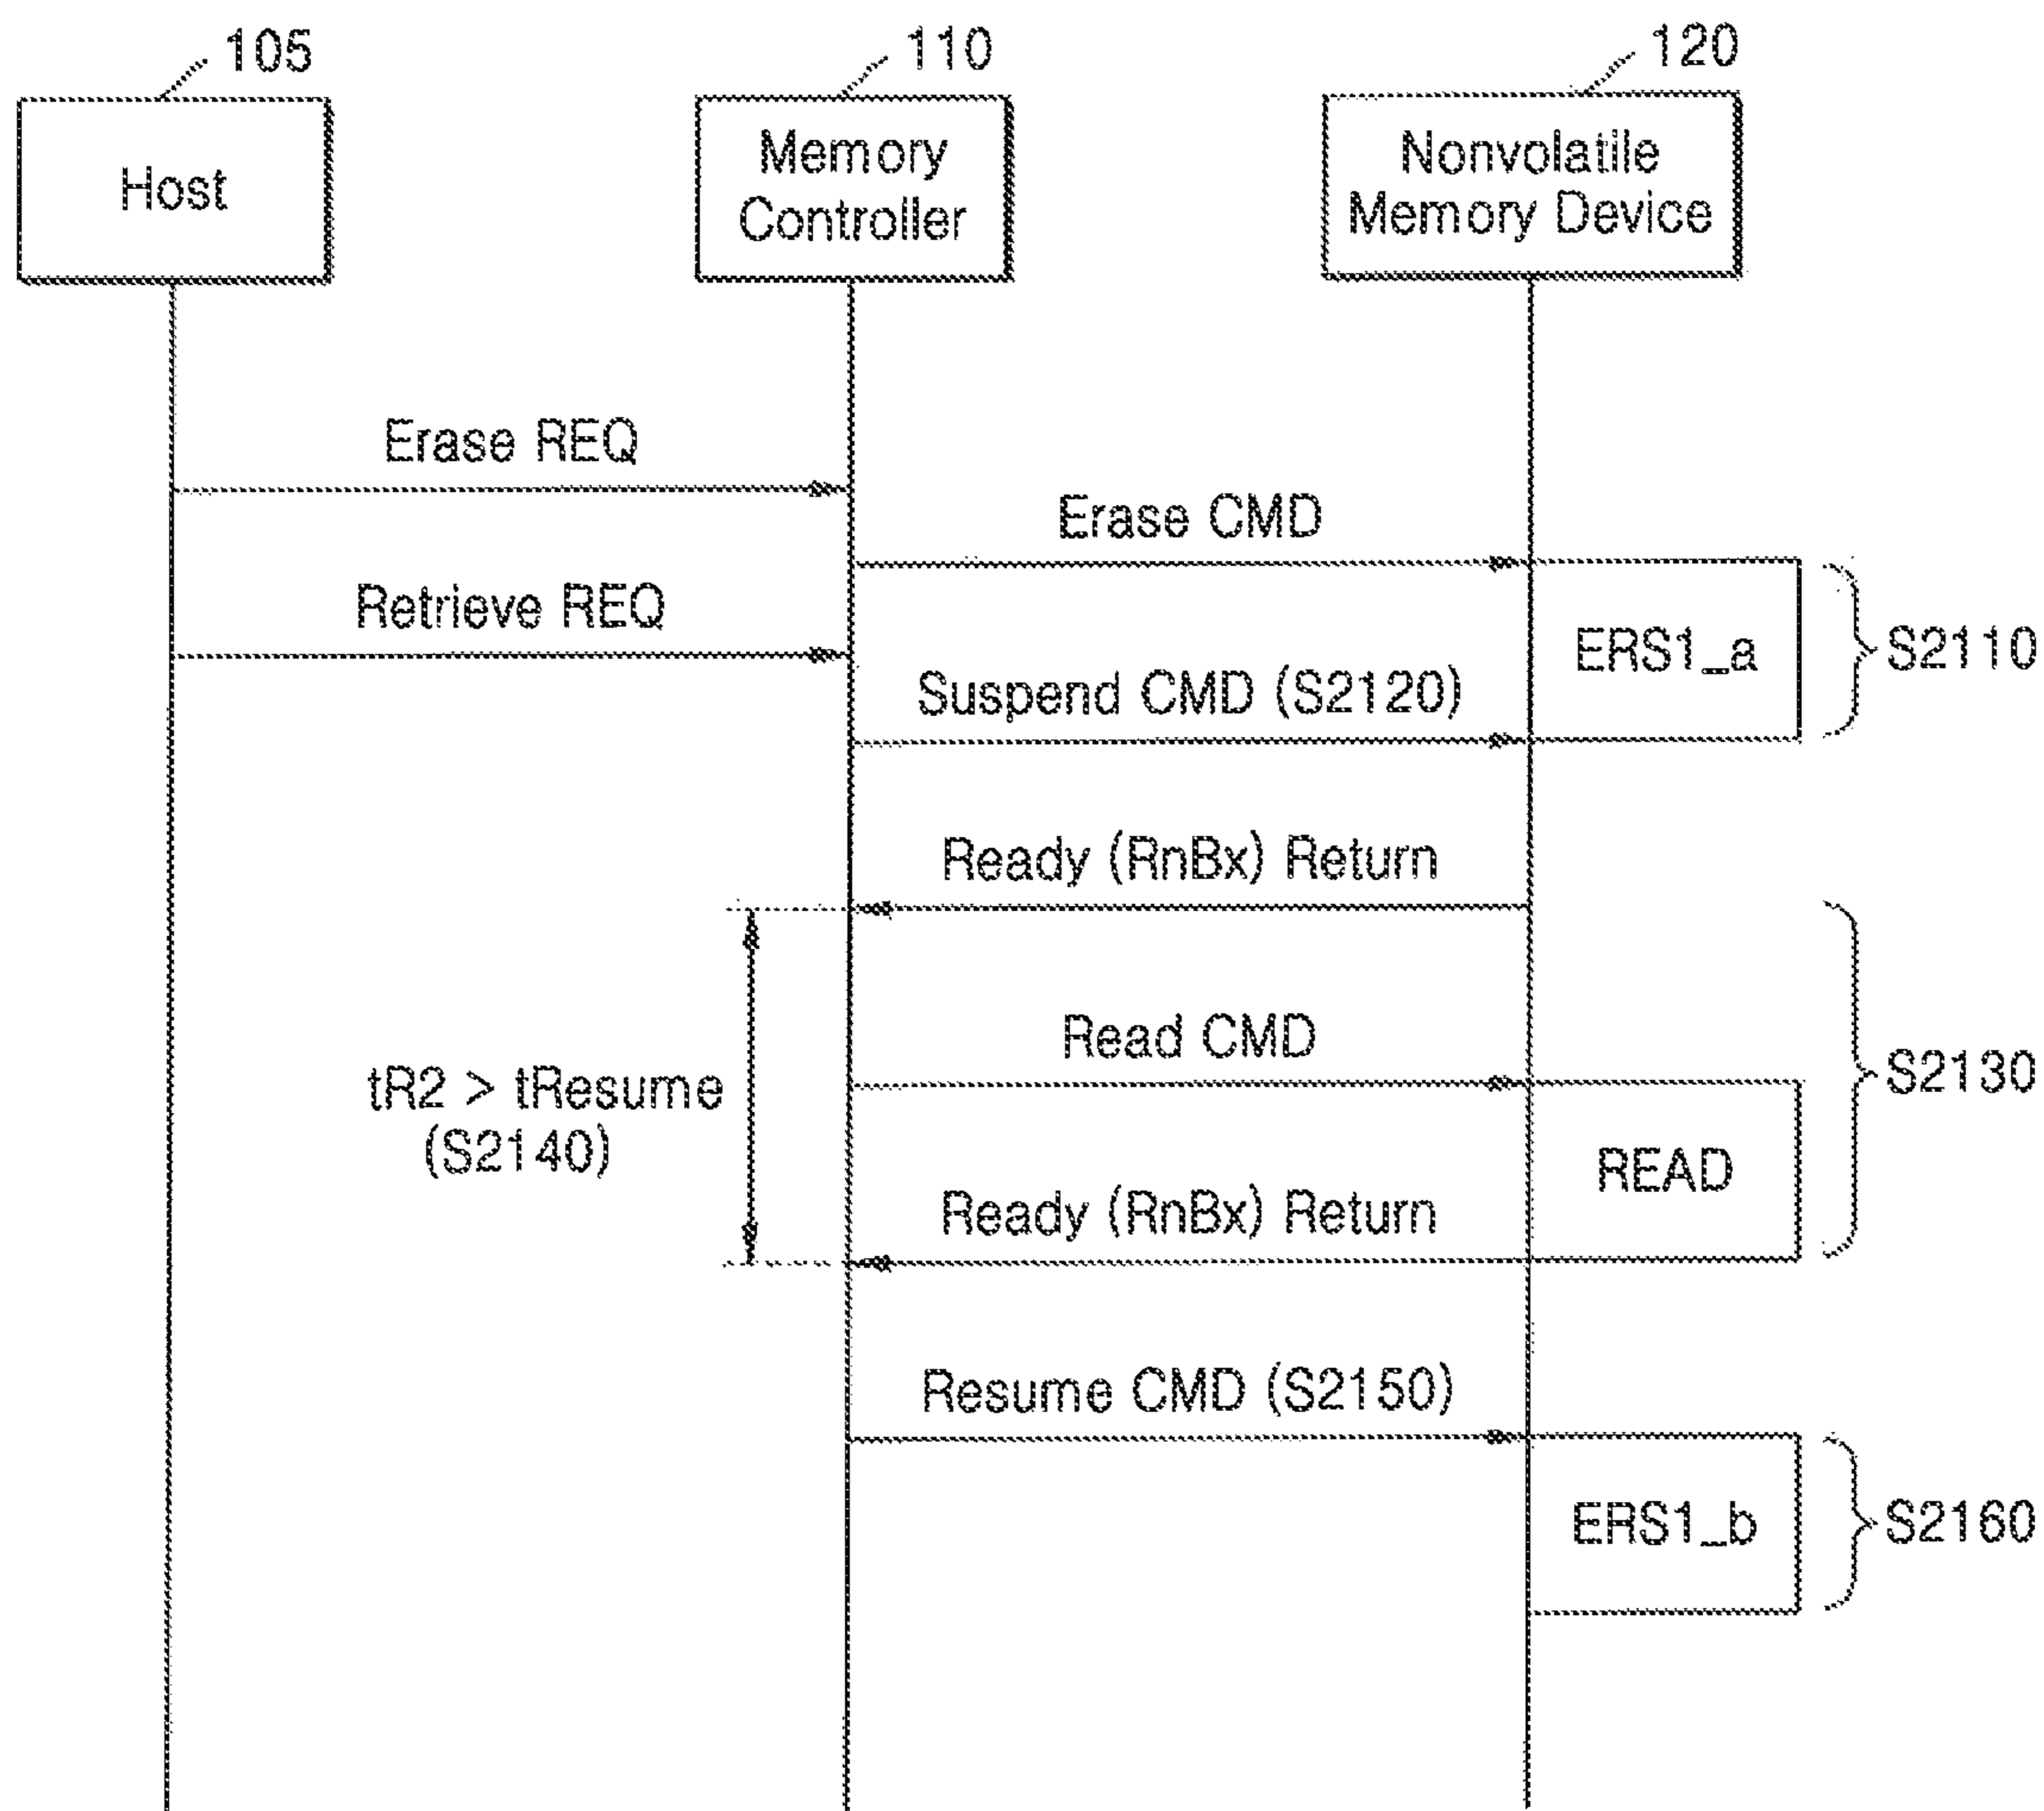 105
110
120
Host
Memory
Controller
Nonvolatile
Memory Device
Erase REQ
Erase CMD
Retrieve REQ
ERS1_a
S2110
Suspend CMD (S2120)
Ready (RnBx) Return
Read CMD
S2130
tR2 > tResume
(S2140)
READ
Ready (RnBx) Return
Resume CMD (S2150)
ERS1_b
S2160